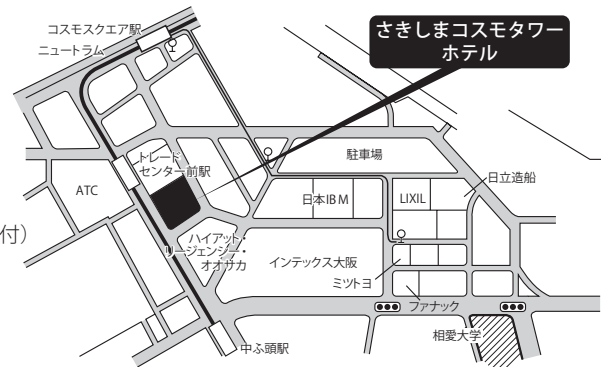 コスモスクエア駅
ニュートラム
さきしまコスモタワー
ホテル
トレード
センター前駅
駐車場
ATC
日本IBM
LIXIL
日立造船
付）
ハイアット・
リージェンシー・
オオサカ
インテックス大阪
ミツトヨ
ファナック
中ふ頭駅
相愛大学